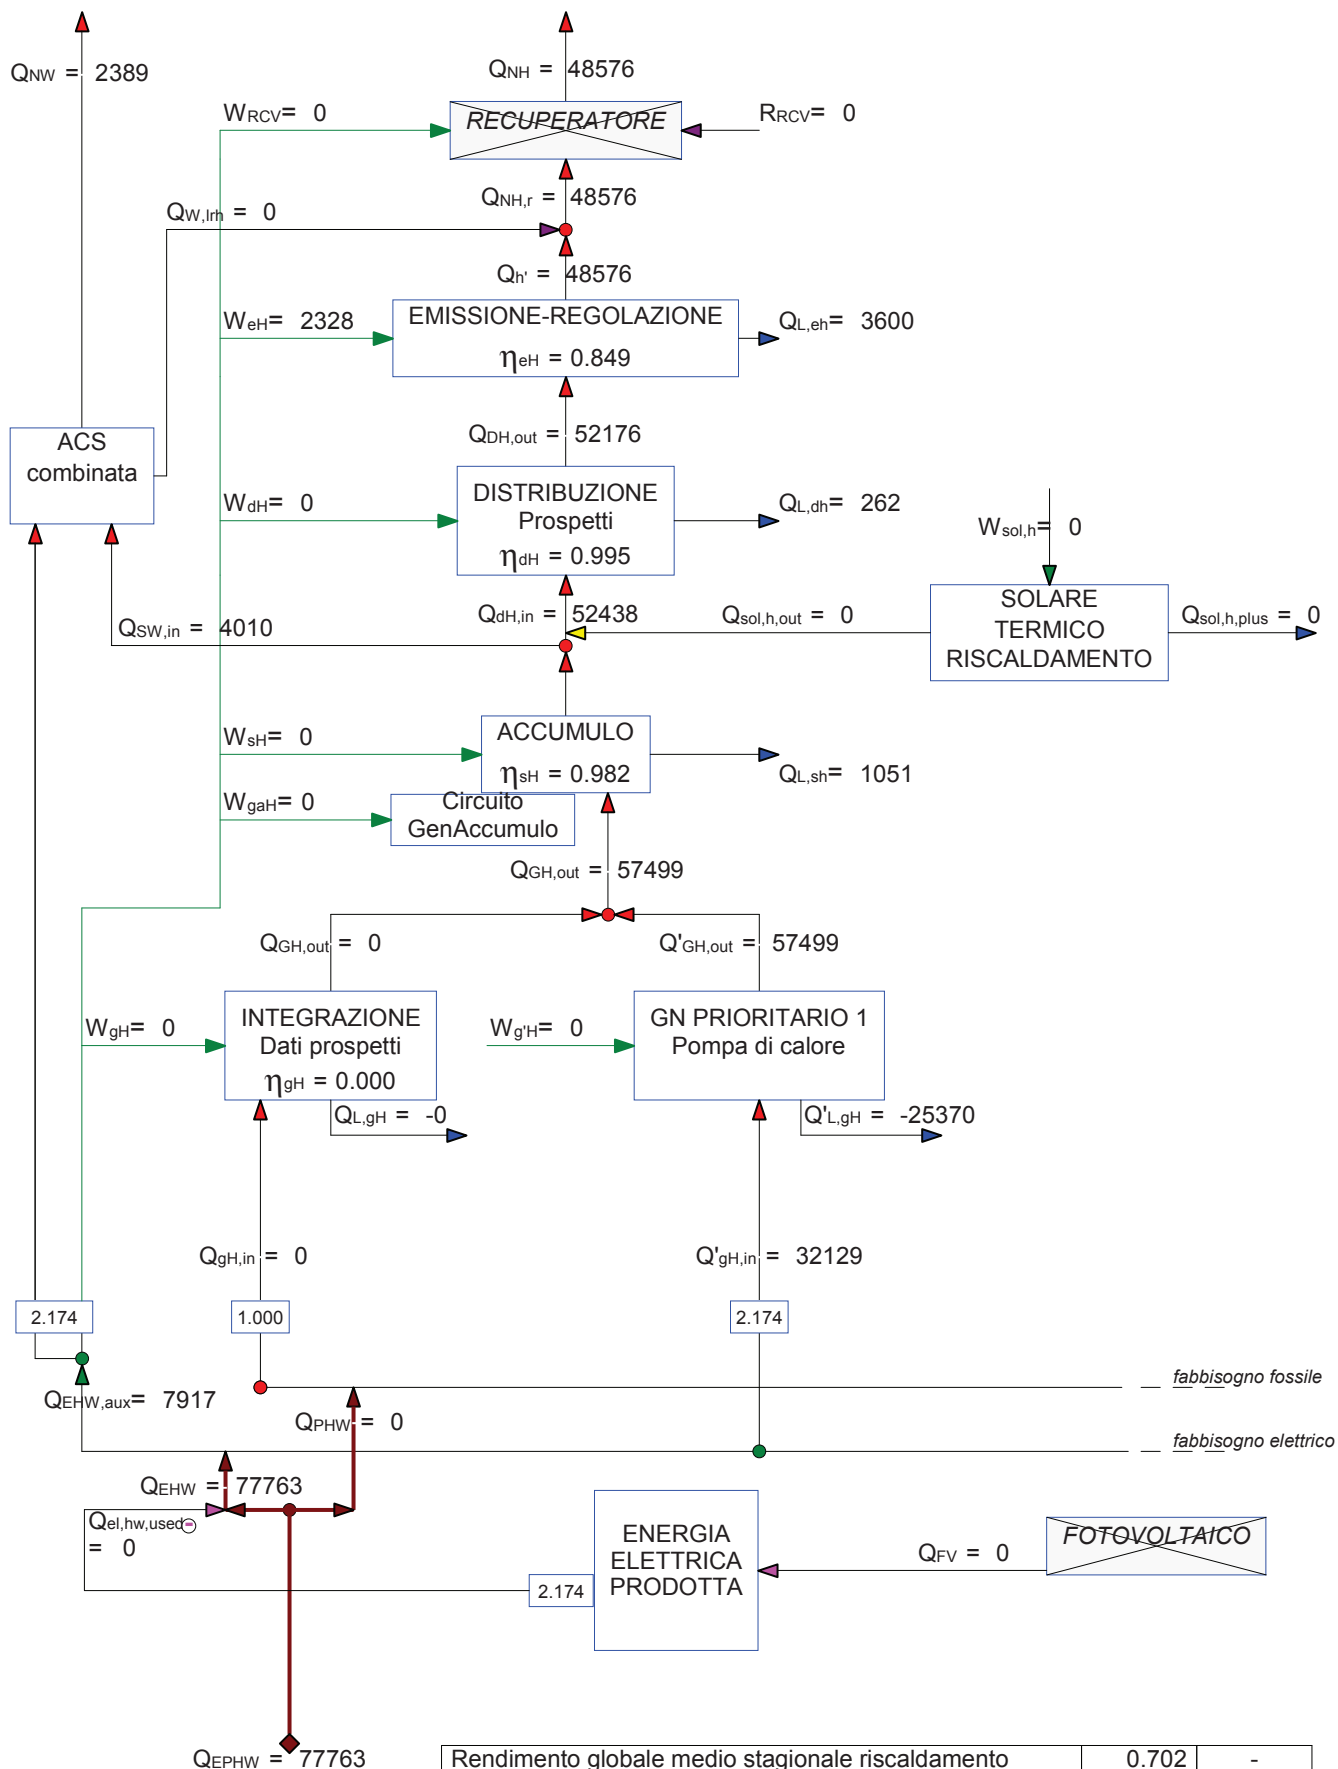 QNW = 2389
QNH = 48576
WRCV= 0
RECUPERATORE
RRCV= 0
QNH,r = 48576
QW,lrh = 0
Qh' = 48576
WeH = 2328
EMISSIONE-REGOLAZIONE
ηeH = 0.849
QL,eh= 3600
QDH,out = 52176
ACS
combinata
WdH= 0
DISTRIBUZIONE
Prospetti
ηdH = 0.995
QL,dh= 262
Wsol,h= 0
QSW,in = 4010
QdH,in = 52438
Qsol,h,out = 0
SOLARE
TERMICO
RISCALDAMENTO
Qsol,h,plus = 0
WsH= 0
ACCUMULO
ηsH = 0.982
QL,sh= 1051
WgaH= 0
Circuito
GenAccumulo
QGH,out = 57499
QGH,out = 0
Q'GH,out = 57499
WgH= 0
INTEGRAZIONE
Dati prospetti
ηgH = 0.000
Wg'H= 0
GN PRIORITARIO 1
Pompa di calore
QL,gH = -0
Q'L,gH = -25370
QgH,in = 0
Q'gH,in = 32129
2.174
1.000
2.174
fabbisogno fossile
QEHW,aux= 7917
QPHW = 0
fabbisogno elettrico
QEHW = 77763
Qel,hw,used
= 0
ENERGIA
ELETTRICA
PRODOTTA
2.174
QFV = 0
FOTOVOLTAICO
QEPHW = 77763
Rendimento globale medio stagionale riscaldamento 0.702 -